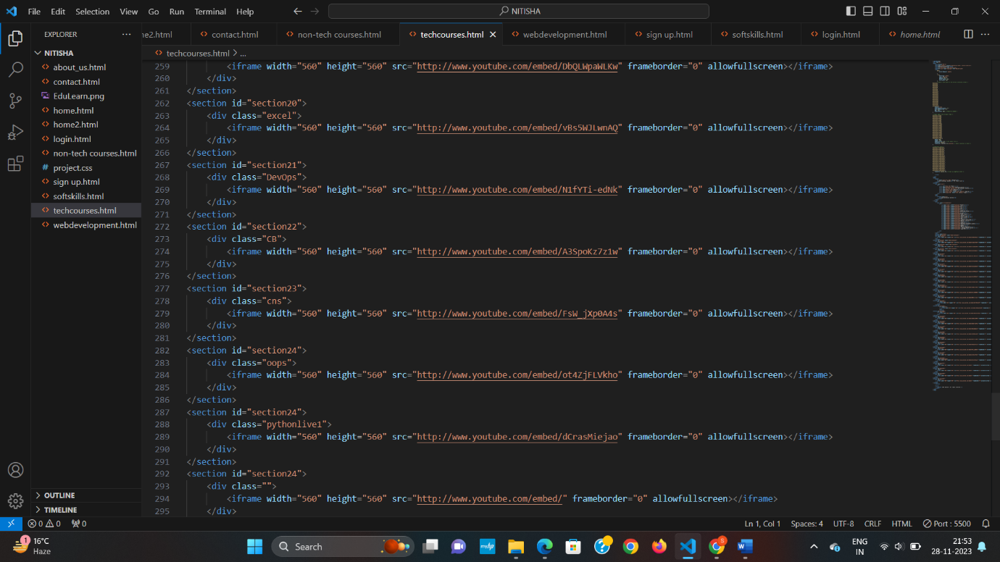 File Edit Selection View Go Run Terminal Help
NITISHA
EXPLORER
me2.html contact.html non-tech courses.html techcourses.html webdevelopment.html sign up.html softskills.html login.html home.html
techcourses.html > ...
NITISHA
about_us.html
contact.html
EduLearn.png
home.html
home2.html
login.html
non-tech courses.html
project.css
sign up.html
softskills.html
techcourses.html
webdevelopment.html
OUTLINE
TIMELINE
259 <iframe width="560" height="560" src="http://www.youtube.com/embed/DbQLWpaWLKw" frameborder="0" allowfullscreen></iframe>
260 </div>
261 </section>
262 <section id="section20">
263 <div class="excel">
264 <iframe width="560" height="560" src="http://www.youtube.com/embed/vBs5WJLwnAQ" frameborder="0" allowfullscreen></iframe>
265 </div>
266 </section>
267 <section id="section21">
268 <div class="DevOps">
269 <iframe width="560" height="560" src="http://www.youtube.com/embed/N1fYTi-edNk" frameborder="0" allowfullscreen></iframe>
270 </div>
271 </section>
272 <section id="section22">
273 <div class="CB">
274 <iframe width="560" height="560" src="http://www.youtube.com/embed/A3SpoKz7z1w" frameborder="0" allowfullscreen></iframe>
275 </div>
276 </section>
277 <section id="section23">
278 <div class="cns">
279 <iframe width="560" height="560" src="http://www.youtube.com/embed/FsW_jXp0A4s" frameborder="0" allowfullscreen></iframe>
280 </div>
281 </section>
282 <section id="section24">
283 <div class="oops">
284 <iframe width="560" height="560" src="http://www.youtube.com/embed/ot4ZjFLVkho" frameborder="0" allowfullscreen></iframe>
285 </div>
286 </section>
287 <section id="section24">
288 <div class="pythonlive1">
289 <iframe width="560" height="560" src="http://www.youtube.com/embed/dCrasMiejao" frameborder="0" allowfullscreen></iframe>
290 </div>
291 </section>
292 <section id="section24">
293 <div class="">
294 <iframe width="560" height="560" src="http://www.youtube.com/embed/" frameborder="0" allowfullscreen></iframe>
295 </div>
0 0 0 Ln 1, Col 1 Spaces: 4 UTF-8 CRLF HTML Port : 5500
1 16°C
Haze
Search
myhp
S
ENG
IN
21:53
28-11-2023